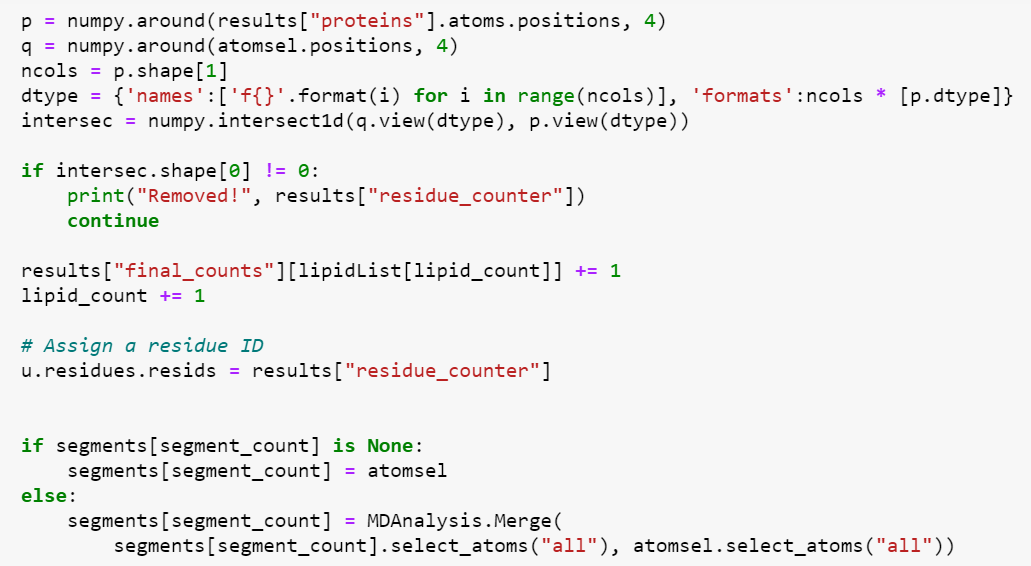 p = numpy.around(results["proteins"].atoms.positions, 4)
q = numpy.around(atomsel.positions, 4)
ncols = p.shape[1]
dtype = {'names':['f{}'.format(i) for i in range(ncols)], 'formats':ncols * [p.dtype]}
intersec = numpy.intersect1d(q.view(dtype), p.view(dtype))

if intersec.shape[0] != 0:
    print("Removed!", results["residue_counter"])
    continue

results["final_counts"][lipidList[lipid_count]] += 1
lipid_count += 1

# Assign a residue ID
u.residues.resids = results["residue_counter"]


if segments[segment_count] is None:
    segments[segment_count] = atomsel
else:
    segments[segment_count] = MDAnalysis.Merge(
        segments[segment_count].select_atoms("all"), atomsel.select_atoms("all"))